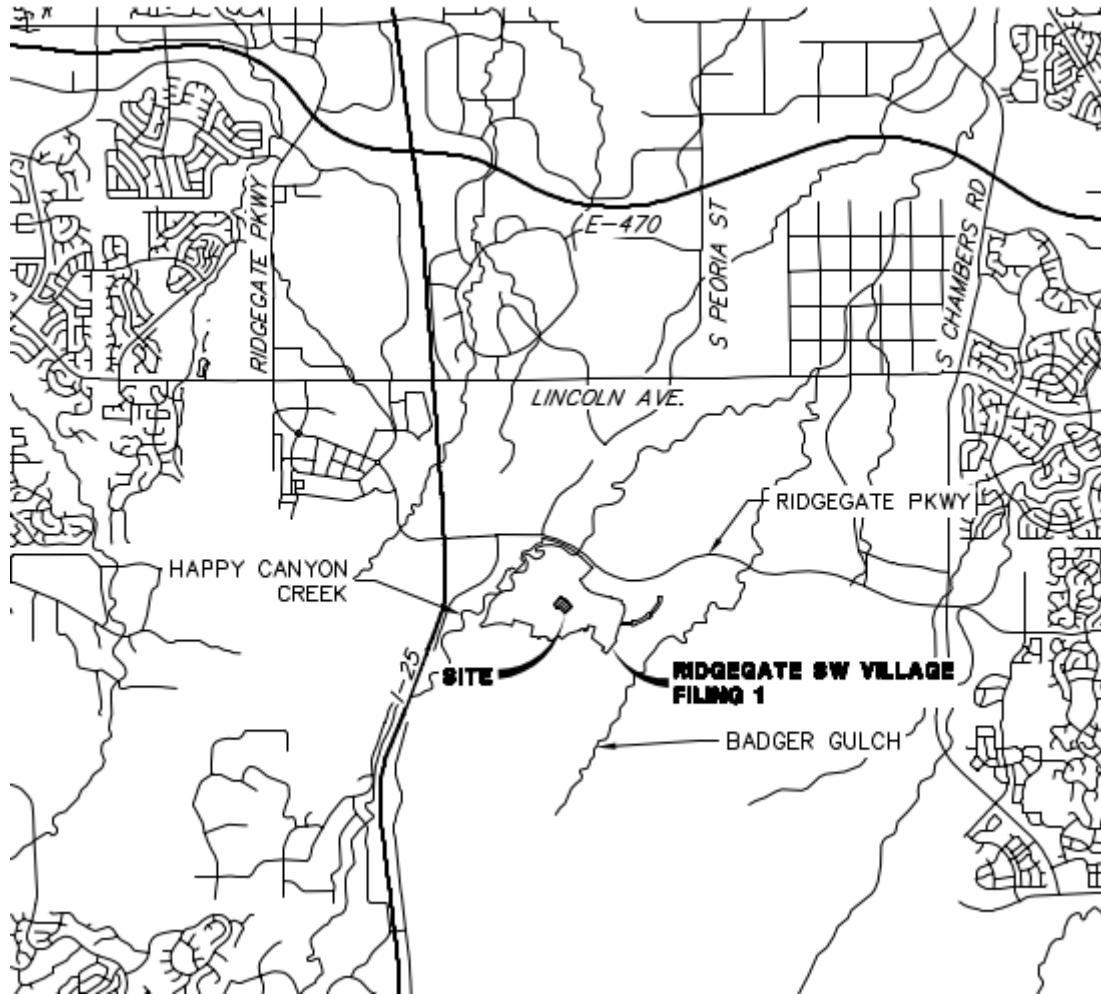 E-470
RIDGEGATE PKWY
S PEORIA ST
S CHAMBERS RD
LINCOLN AVE.
RIDGEGATE PKWY
HAPPY CANYON
CREEK
I-25
SITE
RIDGEGATE SW VILLAGE
FILING 1
BADGER GULCH